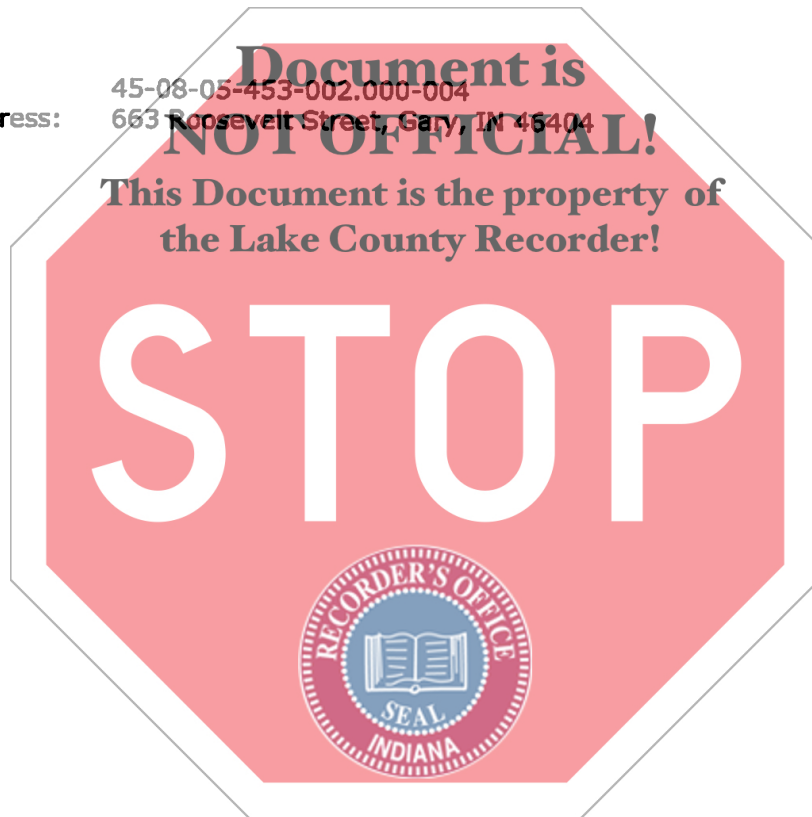 Document is
45-08-05-453-002.000-004
ress: 663 Roosevelt Street, Gary, IN 46404
NOT OFFICIAL!
This Document is the property of
the Lake County Recorder!
STOP
RECORDER'S OFFICE
SEAL
INDIANA